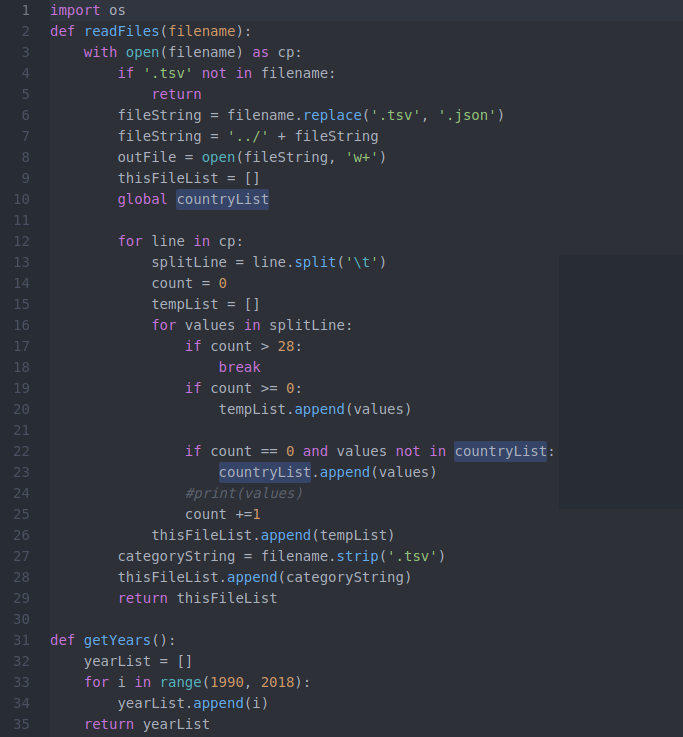 1 import os
2 def readFiles(filename):
3     with open(filename) as cp:
4         if '.tsv' not in filename:
5             return
6         fileString = filename.replace('.tsv', '.json')
7         fileString = '../' + fileString
8         outFile = open(fileString, 'w+')
9         thisFileList = []
10         global countryList
11
12         for line in cp:
13             splitLine = line.split('\t')
14             count = 0
15             tempList = []
16             for values in splitLine:
17                 if count > 28:
18                     break
19                 if count >= 0:
20                     tempList.append(values)
21
22                 if count == 0 and values not in countryList:
23                     countryList.append(values)
24                 #print(values)
25                 count +=1
26             thisFileList.append(tempList)
27         categoryString = filename.strip('.tsv')
28         thisFileList.append(categoryString)
29         return thisFileList
30
31 def getYears():
32     yearList = []
33     for i in range(1990, 2018):
34         yearList.append(i)
35     return yearList